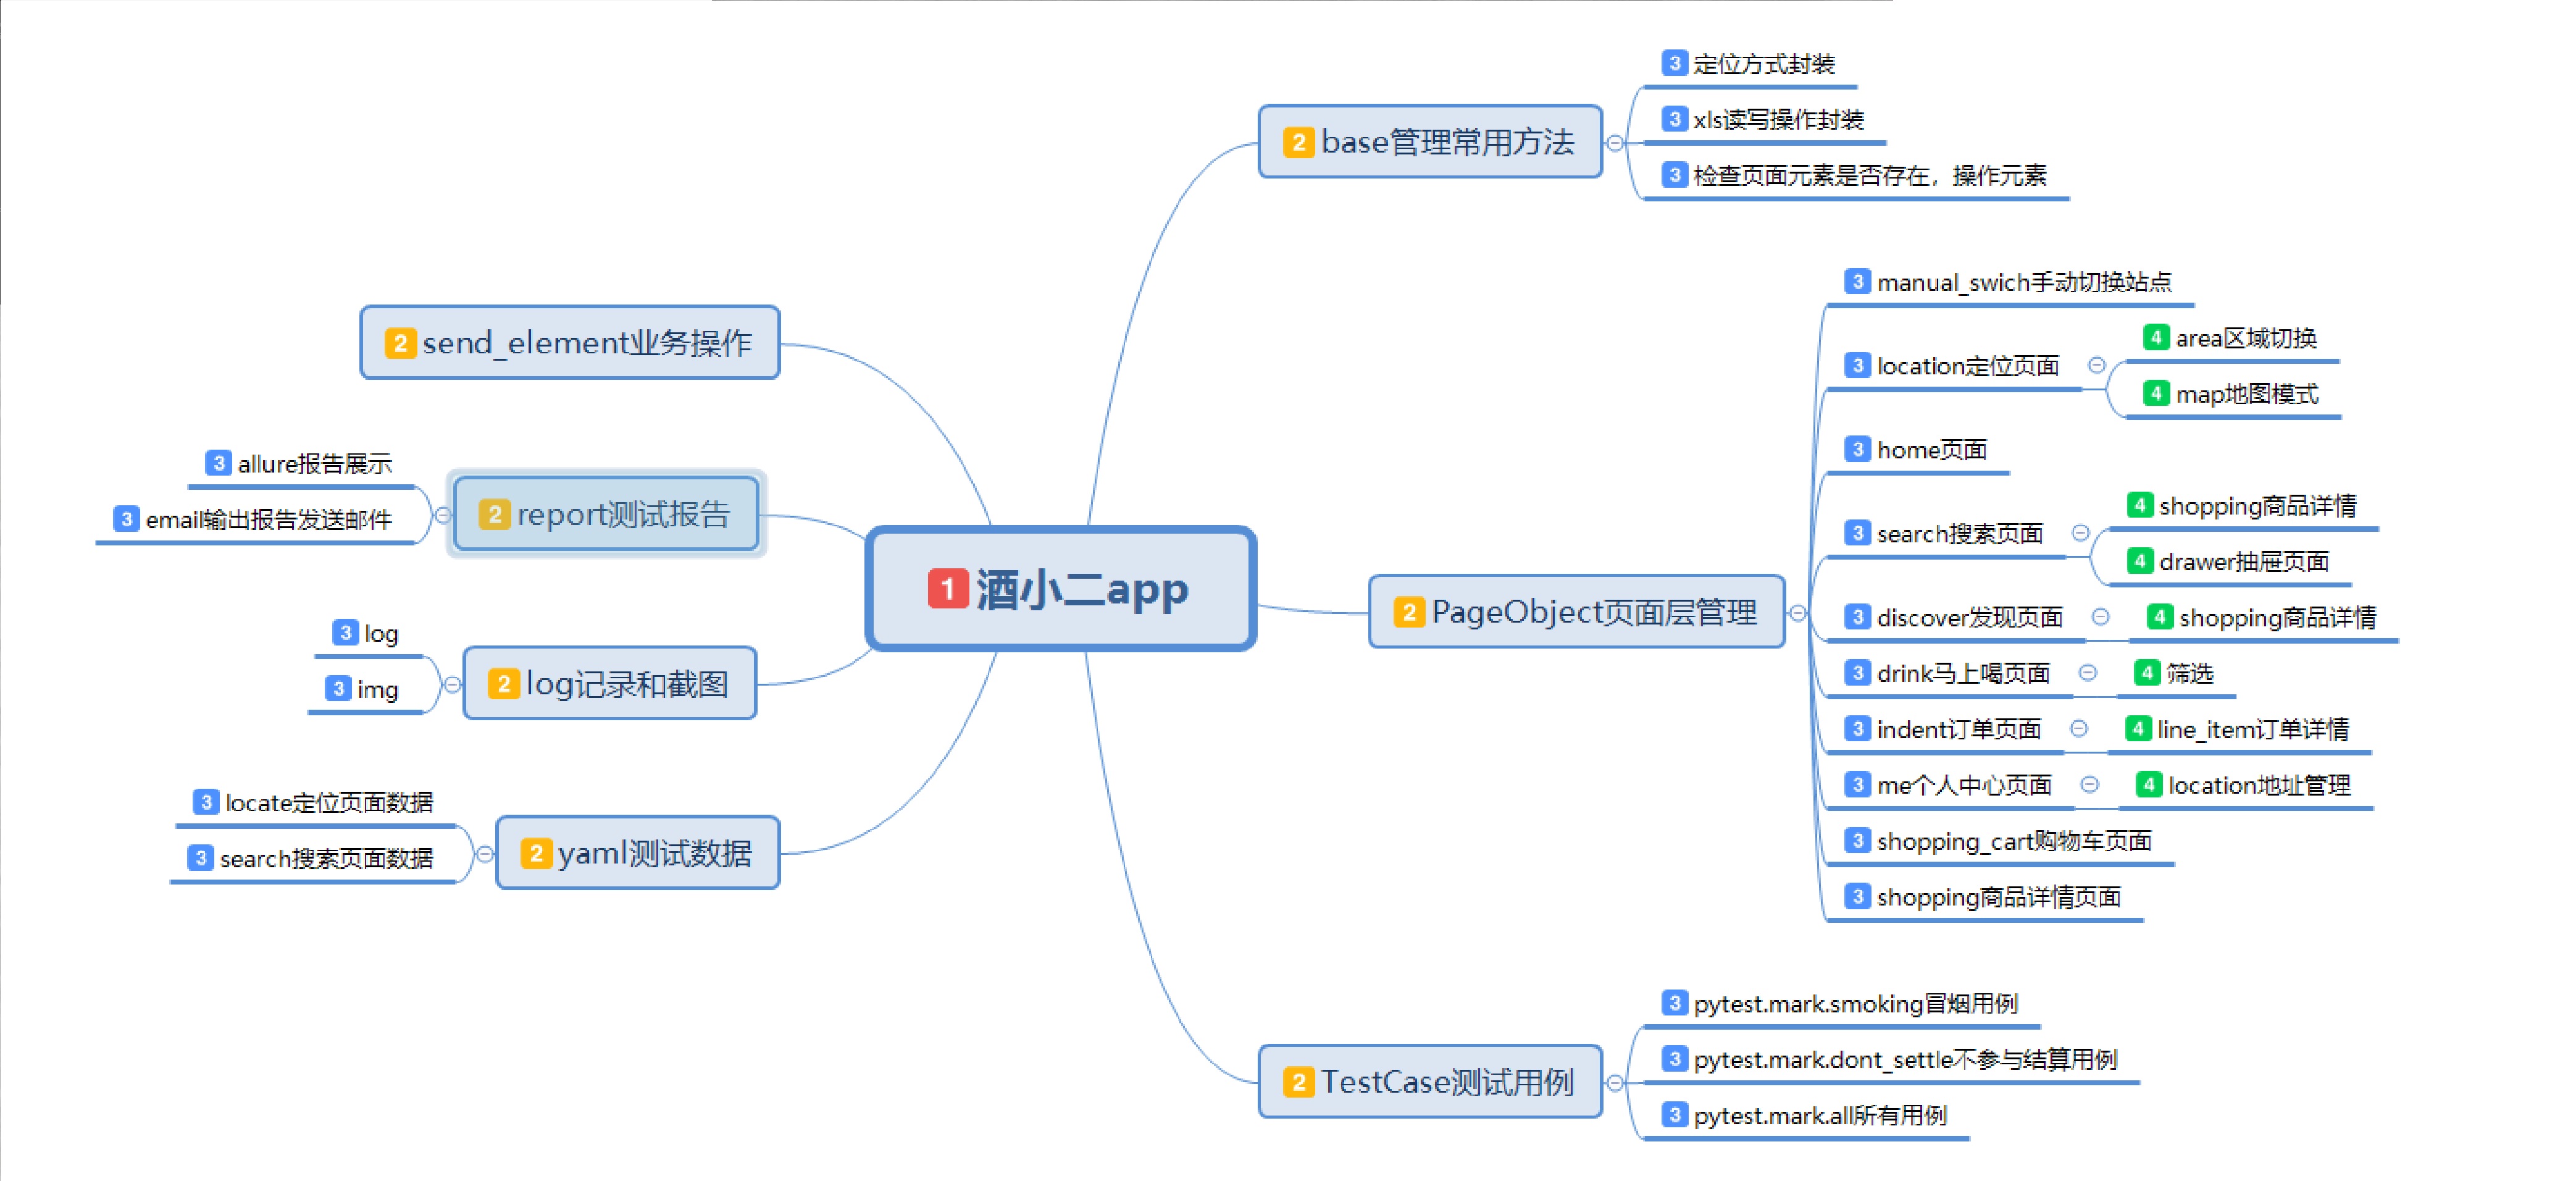 1 酒小二app
2 base管理常用方法
3 定位方式封装
3 xls读写操作封装
3 检查页面元素是否存在，操作元素
2 PageObject页面层管理
3 manual_swich手动切换站点
3 location定位页面
4 area区域切换
4 map地图模式
3 home页面
3 search搜索页面
4 shopping商品详情
4 drawer抽屉页面
3 discover发现页面
4 shopping商品详情
3 drink马上喝页面
4 筛选
3 indent订单页面
4 line_item订单详情
3 me个人中心页面
4 location地址管理
3 shopping_cart购物车页面
3 shopping商品详情页面
2 TestCase测试用例
3 pytest.mark.smoking冒烟用例
3 pytest.mark.dont_settle不参与结算用例
3 pytest.mark.all所有用例
2 send_element业务操作
2 report测试报告
3 allure报告展示
3 email输出报告发送邮件
2 log记录和截图
3 log
3 img
2 yaml测试数据
3 locate定位页面数据
3 search搜索页面数据